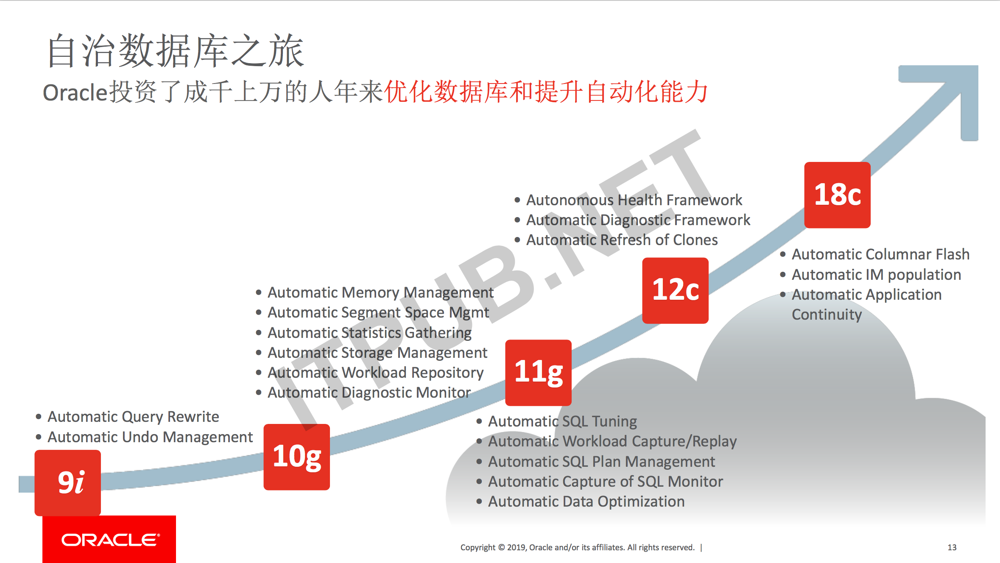 自治数据库之旅
Oracle投资了成千上万的人年来优化数据库和提升自动化能力
• Automatic Query Rewrite
• Automatic Undo Management
9i
• Automatic Memory Management
• Automatic Segment Space Mgmt
• Automatic Statistics Gathering
• Automatic Storage Management
• Automatic Workload Repository
• Automatic Diagnostic Monitor
10g
11g
• Automatic SQL Tuning
• Automatic Workload Capture/Replay
• Automatic SQL Plan Management
• Automatic Capture of SQL Monitor
• Automatic Data Optimization
• Autonomous Health Framework
• Automatic Diagnostic Framework
• Automatic Refresh of Clones
12c
18c
• Automatic Columnar Flash
• Automatic IM population
• Automatic Application
Continuity
ITPUB.NET
ORACLE®
Copyright © 2019, Oracle and/or its affiliates. All rights reserved. |
13